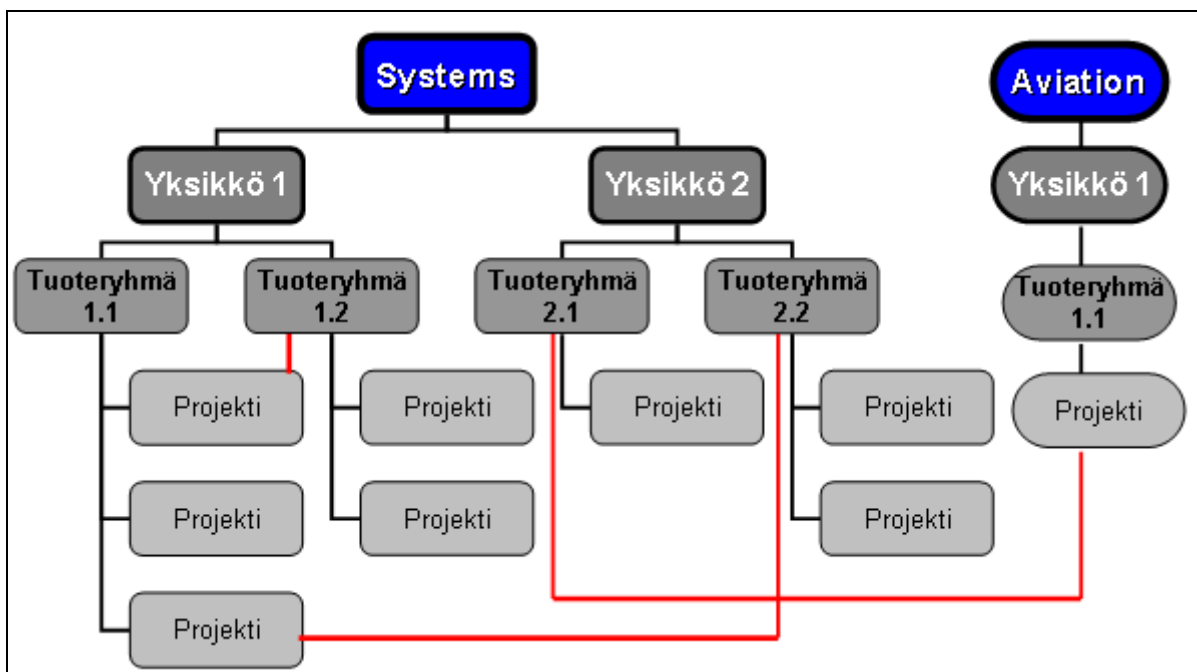 Systems
Aviation
Yksikkö 1
Yksikkö 2
Yksikkö 1
Tuoteryhmä
1.1
Tuoteryhmä
1.2
Tuoteryhmä
2.1
Tuoteryhmä
2.2
Tuoteryhmä
1.1
Projekti
Projekti
Projekti
Projekti
Projekti
Projekti
Projekti
Projekti
Projekti